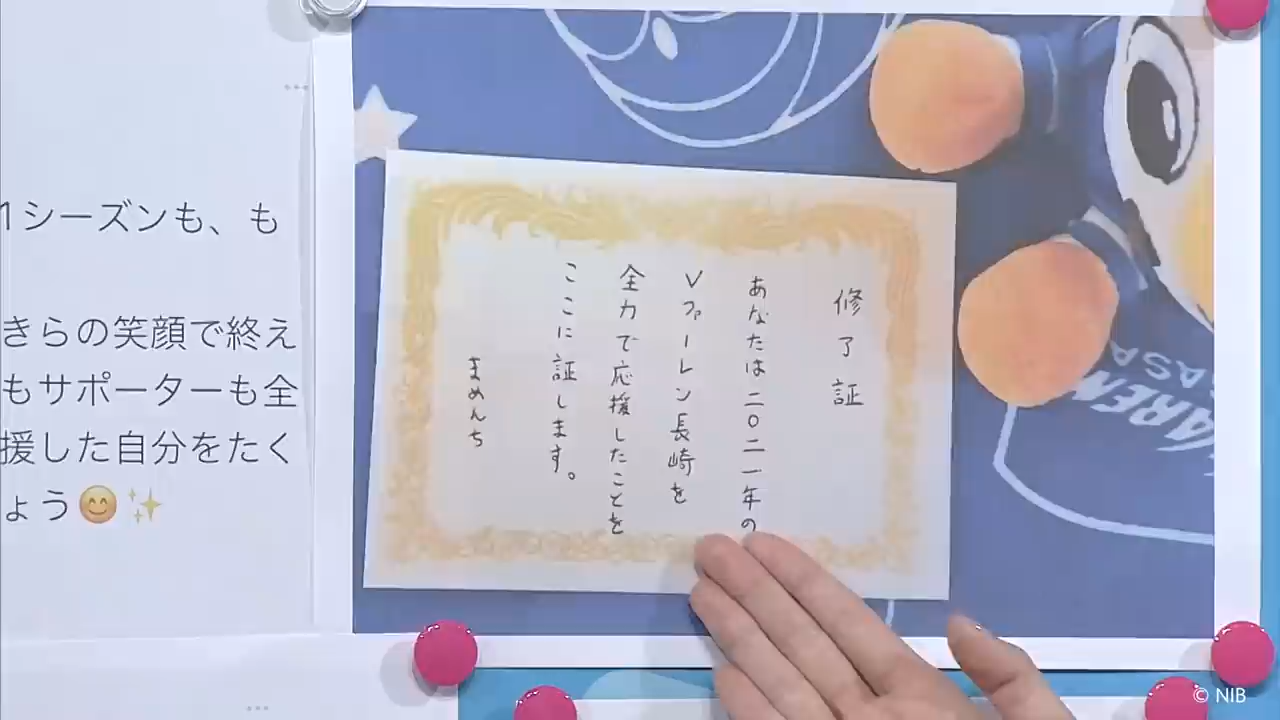 1シーズンも、も
きらの笑顔で終え
もサポーターも全
援した自分をたく
ょう😊✨
修了証
あなたは二〇二一年の
Vファーレン長崎を
全力で応援したことを
ここに証します。
まめんち
VAREN
GASA
© NIB